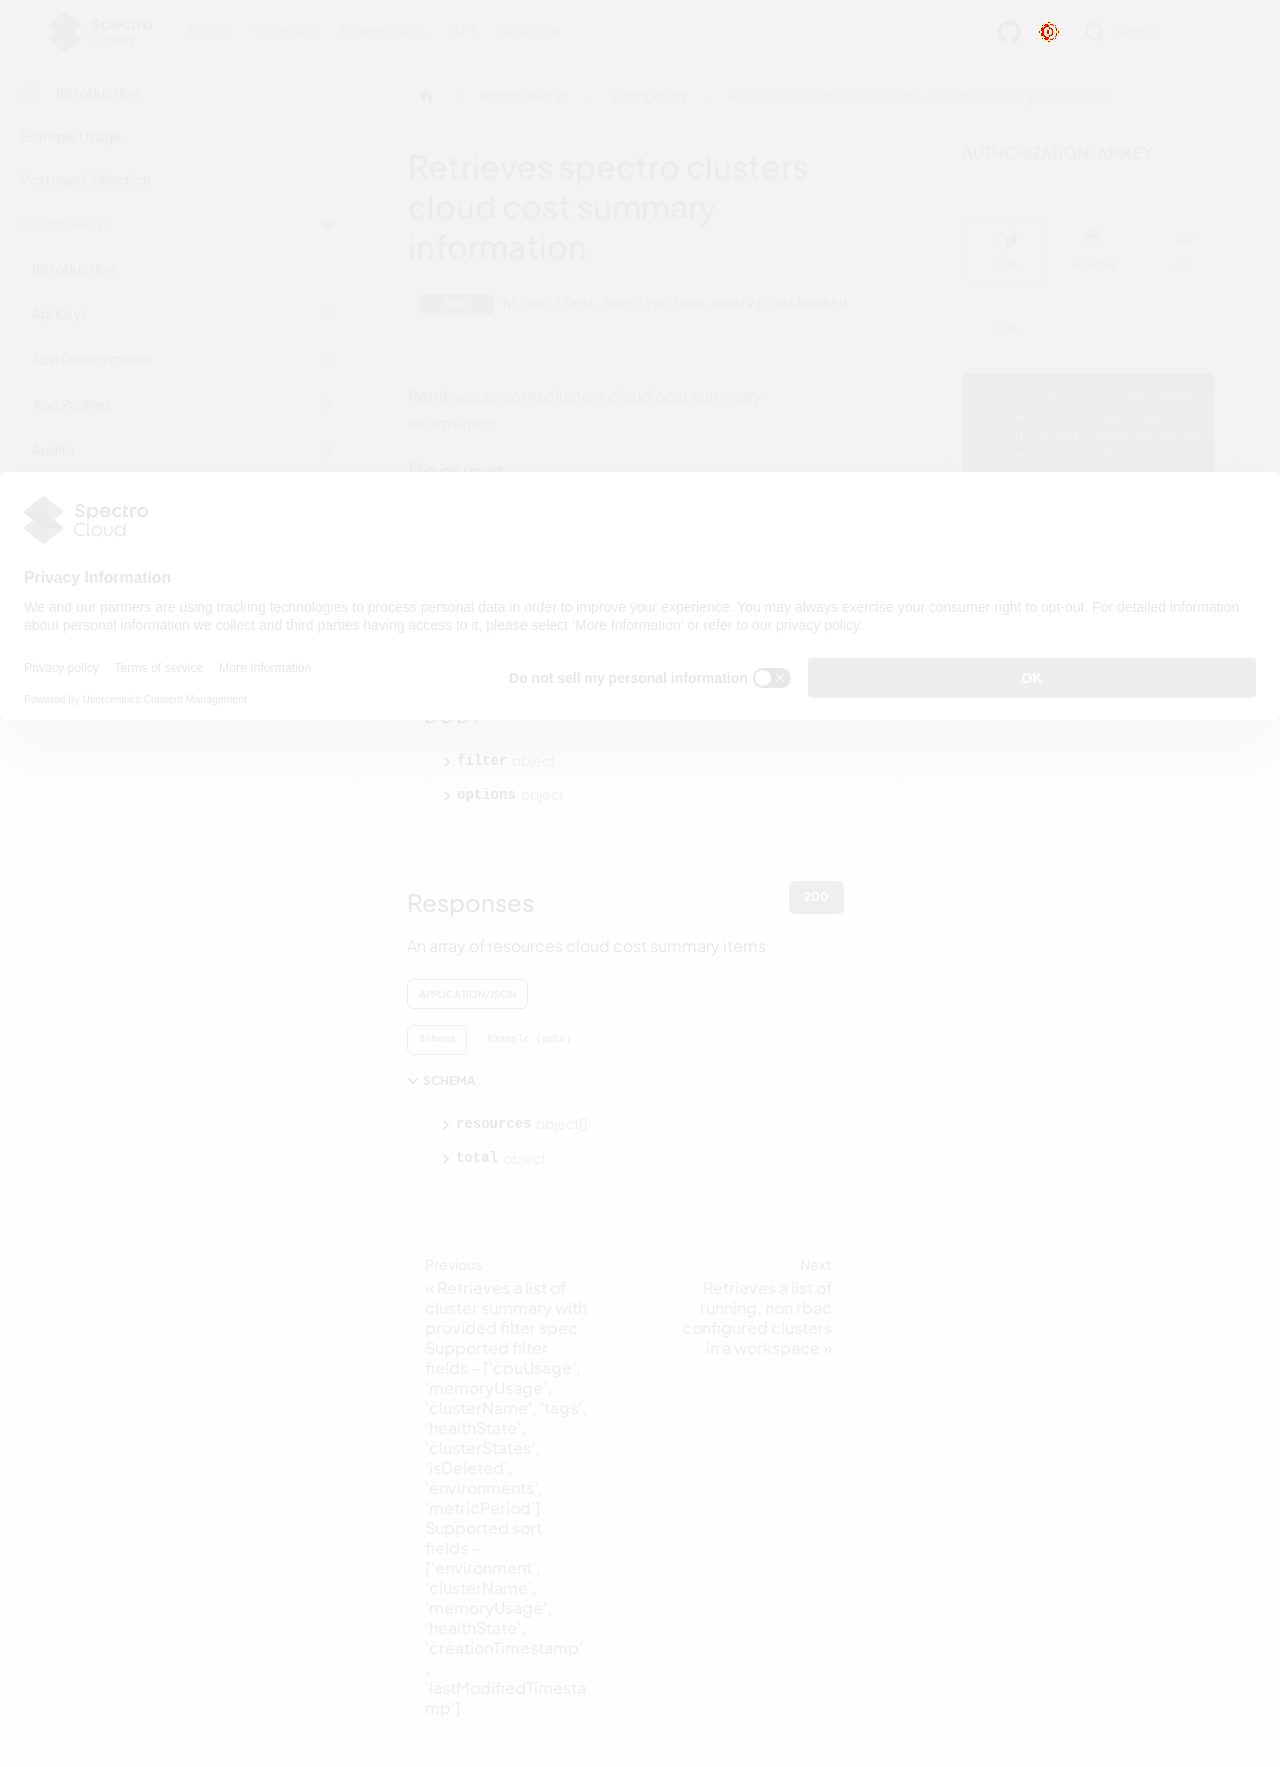 Spectro
Cloud
Docs
Tutorials
Downloads
API
latest
Search
Introduction
Example Usage
Postman Collection
Palette API V1
Introduction
Api Keys
App Deployments
App Profiles
Audits
Palette API V1
Dashboard
Retrieves spectro clusters cloud cost summary information
Retrieves spectro clusters
cloud cost summary
information
https://api.spectrocloud.com/v1/dashboard
Retrieves spectro clusters cloud cost summary
information
Request
AUTHORIZATION: APIKEY
CURL
PYTHON
GO
CURL
Spectro
Cloud
Privacy Information
We and our partners are using tracking technologies to process personal data in order to improve your experience. You may always exercise your consumer right to opt-out. For detailed information
about personal information we collect and third parties having access to it, please select 'More Information' or refer to our privacy policy.
Privacy policy
Terms of service
More Information
Powered by Usercentrics Consent Management
Do not sell my personal information
OK
BODY
filter object
options object
Responses
200
An array of resources cloud cost summary items
APPLICATION/JSON
Schema
Example (auto)
SCHEMA
resources object[]
total object
Previous
« Retrieves a list of
cluster summary with
provided filter spec
Supported filter
fields - ['cpuUsage',
'memoryUsage',
'clusterName', 'tags',
'healthState',
'clusterStates',
'isDeleted',
'environments',
'metricPeriod']
Supported sort
fields -
['environment',
'clusterName',
'memoryUsage',
'healthState',
'creationTimestamp'
,
'lastModifiedTimesta
mp']
Next
Retrieves a list of
running, non rbac
configured clusters
in a workspace »